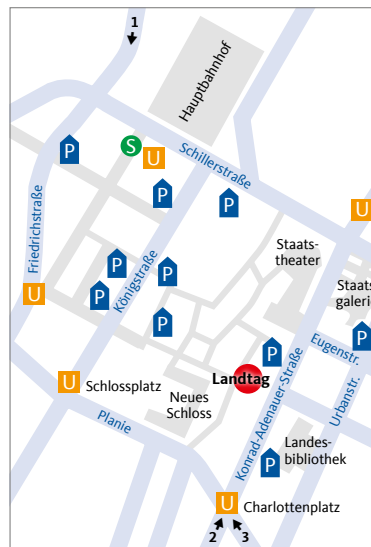 1
Hauptbahnhof
P
S
U
Schillerstraße
P
P
U
Friedrichstraße
Staats-
theater
P
P
Königstraße
Staats
galerie
U
P
P
P
Eugenstr.
P
Landtag
U
Schlossplatz
Neues
Schloss
Konrad-Adenauer-Straße
Urbanstr.
Planie
Landes-
bibliothek
P
U
Charlottenplatz
2
3